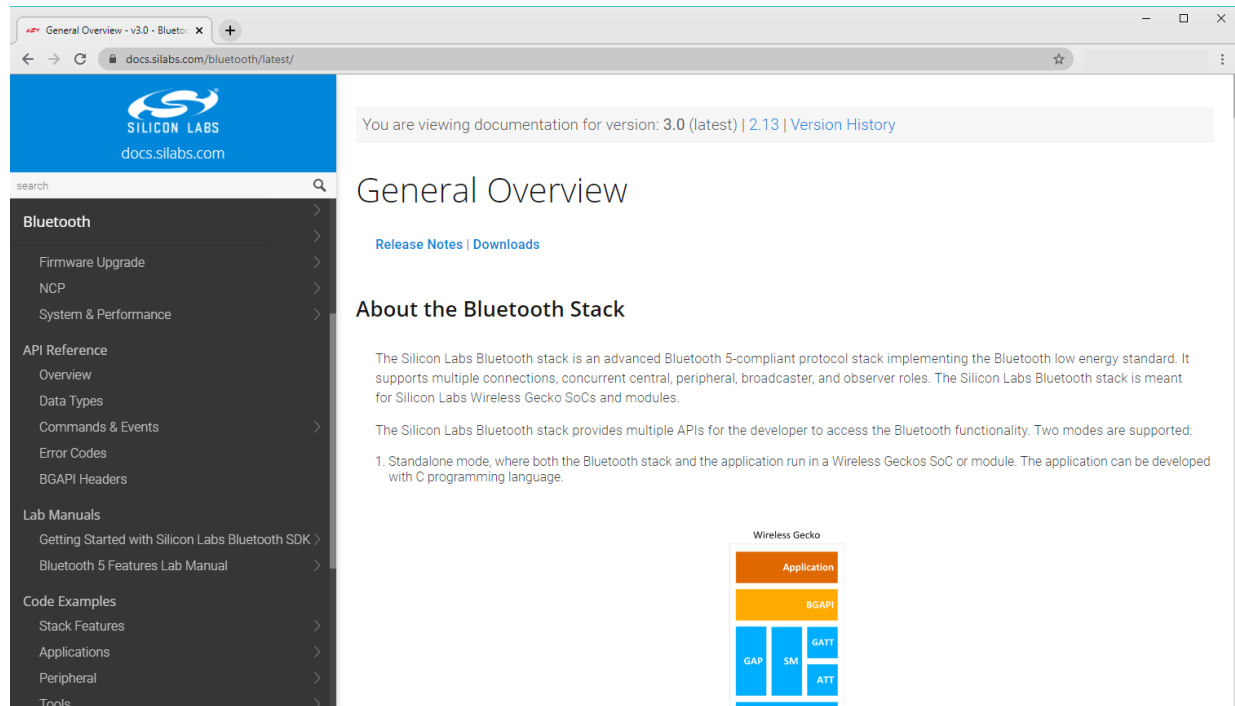 General Overview - v3.0 - Bluetoo
docs.silabs.com/bluetooth/latest/
SILICON LABS
docs.silabs.com
search
Bluetooth
Firmware Upgrade
NCP
System & Performance
API Reference
Overview
Data Types
Commands & Events
Error Codes
BGAPI Headers
Lab Manuals
Getting Started with Silicon Labs Bluetooth SDK
Bluetooth 5 Features Lab Manual
Code Examples
Stack Features
Applications
Peripheral
Tools
You are viewing documentation for version: 3.0 (latest) | 2.13 | Version History
General Overview
Release Notes | Downloads
About the Bluetooth Stack
The Silicon Labs Bluetooth stack is an advanced Bluetooth 5-compliant protocol stack implementing the Bluetooth low energy standard. It
supports multiple connections, concurrent central, peripheral, broadcaster, and observer roles. The Silicon Labs Bluetooth stack is meant
for Silicon Labs Wireless Gecko SoCs and modules.
The Silicon Labs Bluetooth stack provides multiple APIs for the developer to access the Bluetooth functionality. Two modes are supported:
1. Standalone mode, where both the Bluetooth stack and the application run in a Wireless Geckos SoC or module. The application can be developed
with C programming language.
Wireless Gecko
Application
BGAPI
GAP
SM
GATT
ATT